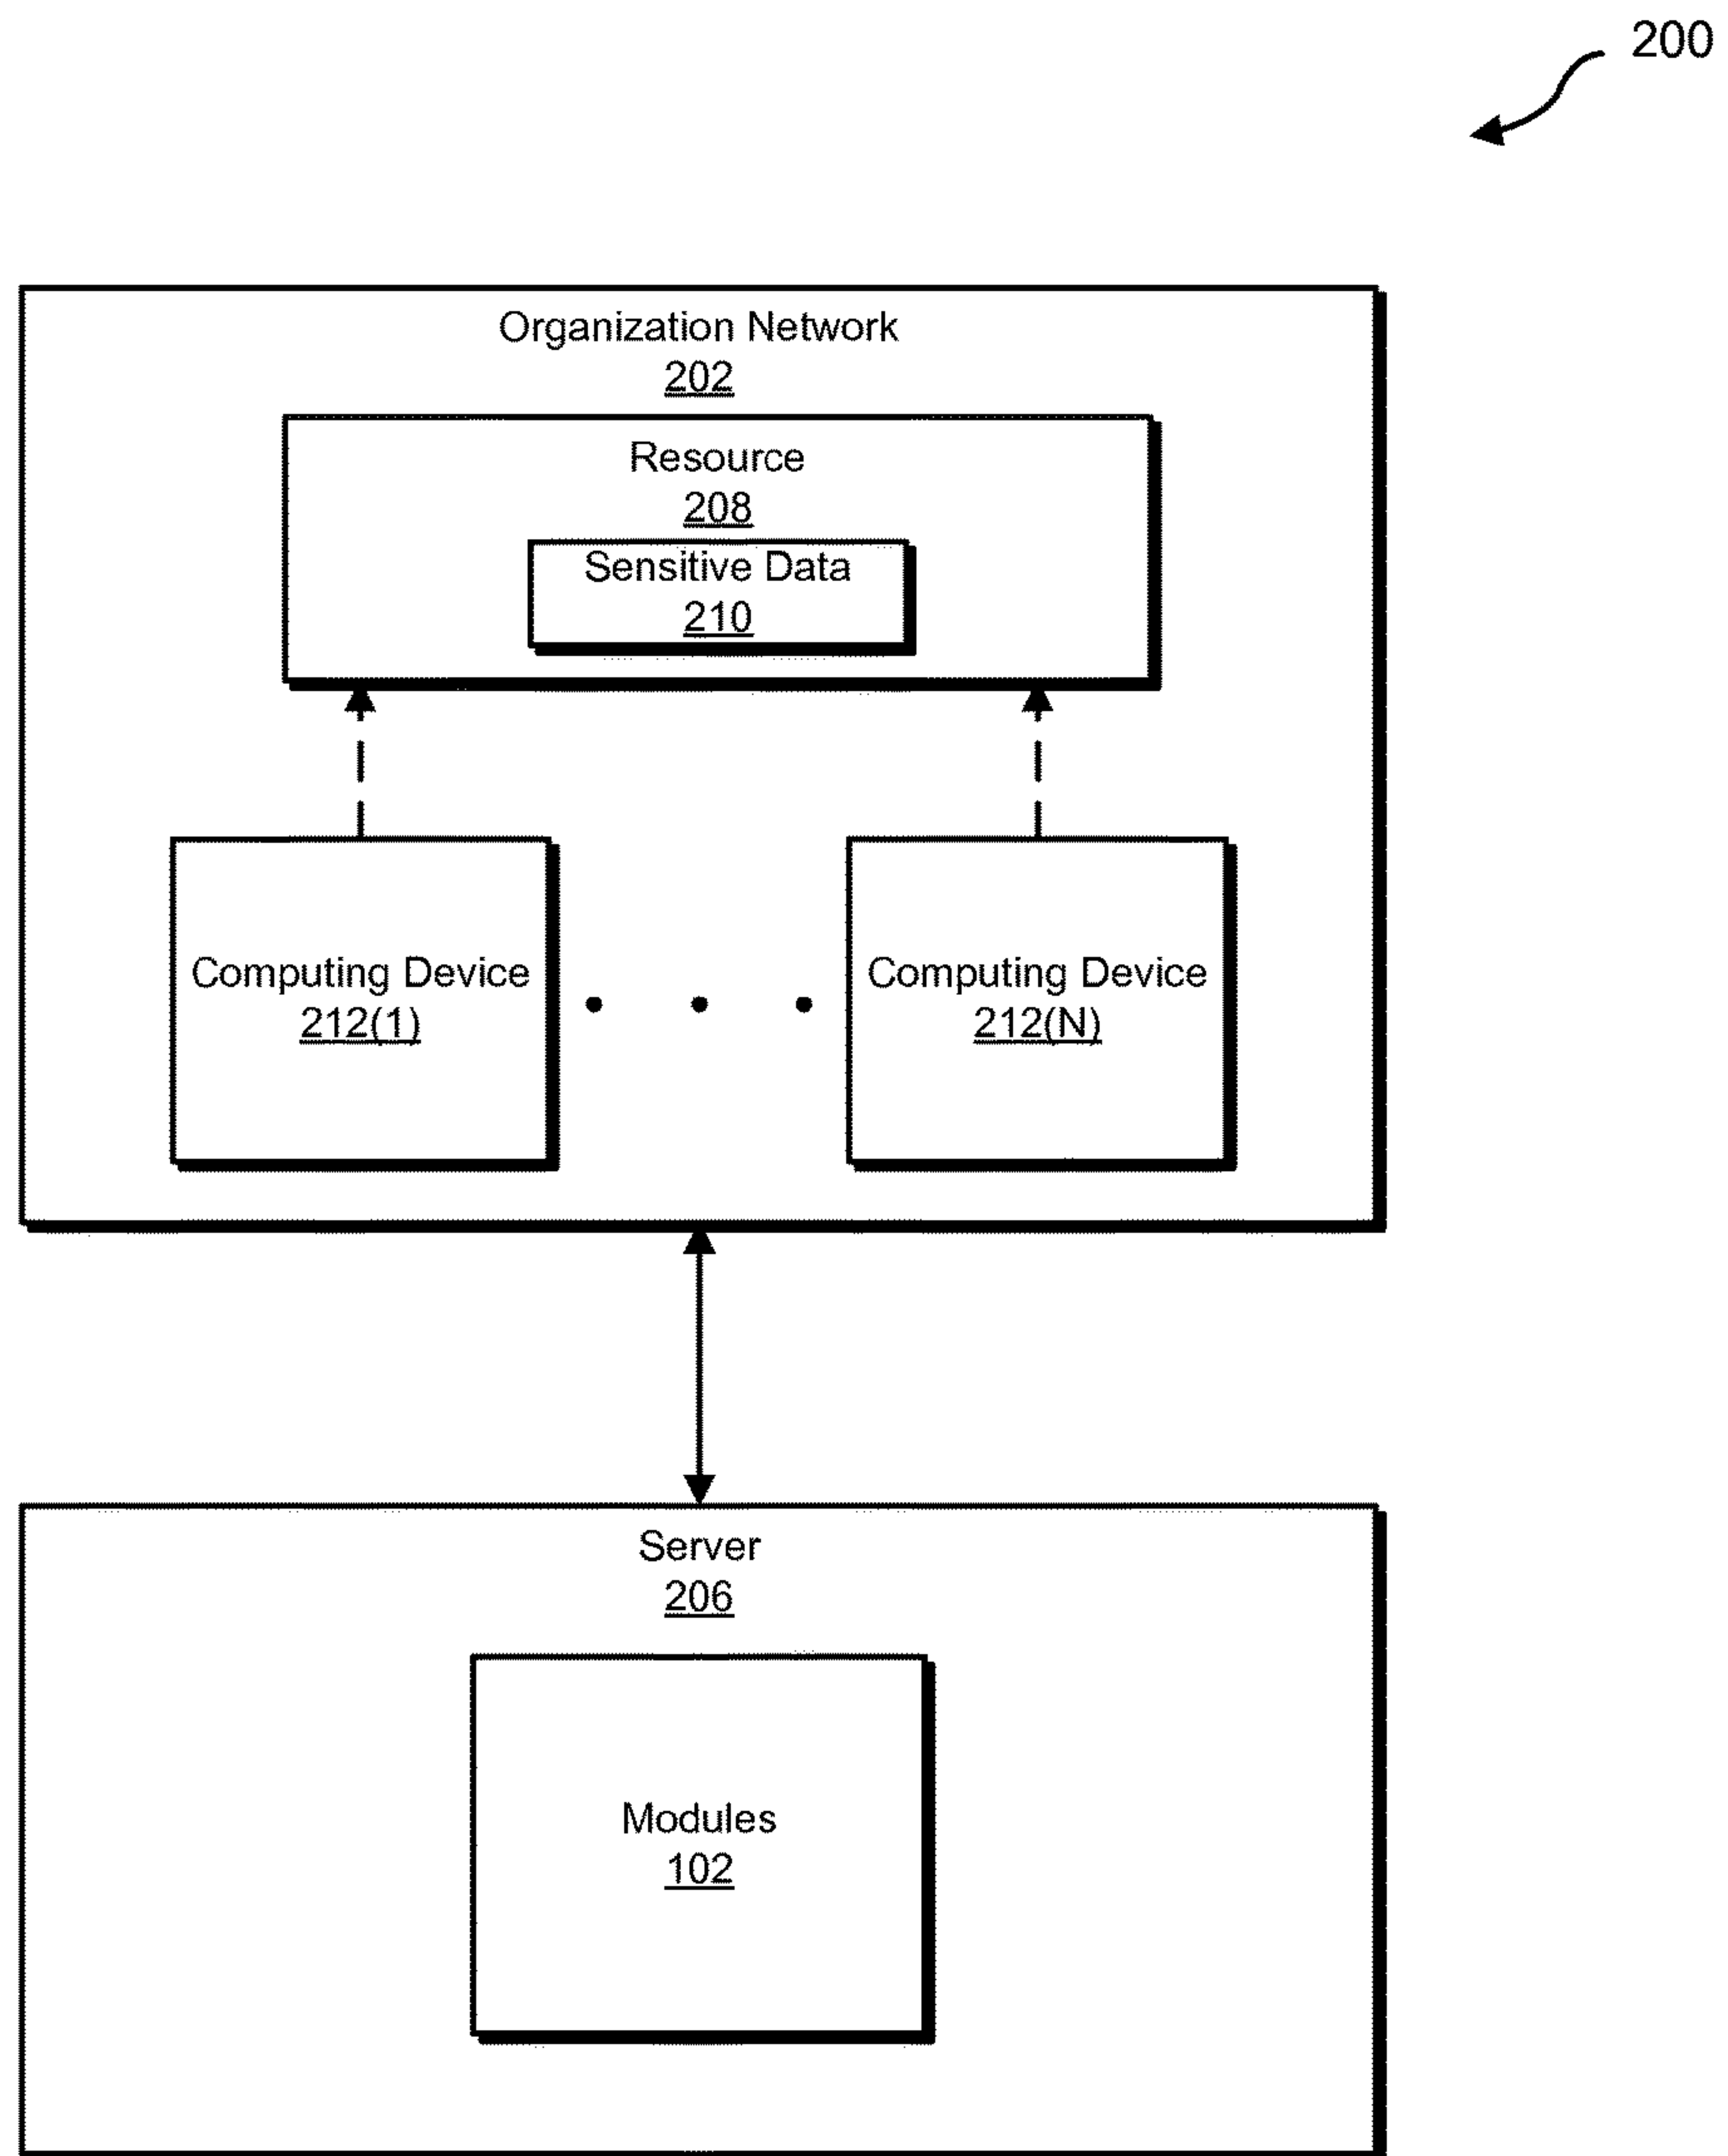 200
Organization Network
202
Resource
208
Sensitive Data
210
Computing Device
212(1)
Computing Device
212(N)
Server
206
Modules
102